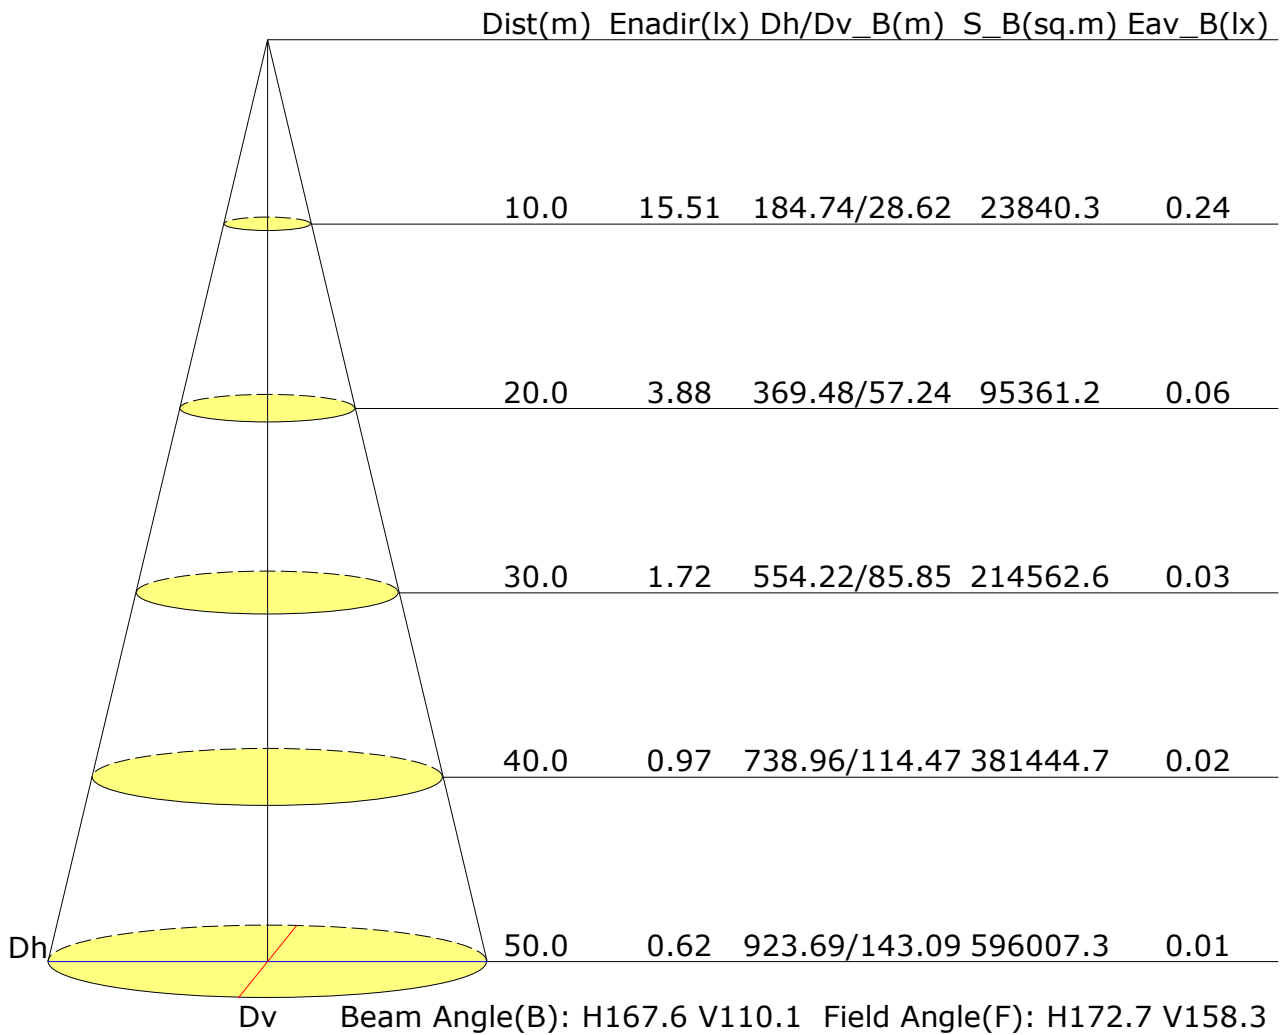 Dist(m) Enadir(lx) Dh/Dv_B(m) S_B(sq.m) Eav_B(lx)
10.0 15.51 184.74/28.62 23840.3 0.24
20.0 3.88 369.48/57.24 95361.2 0.06
30.0 1.72 554.22/85.85 214562.6 0.03
40.0 0.97 738.96/114.47 381444.7 0.02
Dh 50.0 0.62 923.69/143.09 596007.3 0.01
Dv Beam Angle(B): H167.6 V110.1 Field Angle(F): H172.7 V158.3